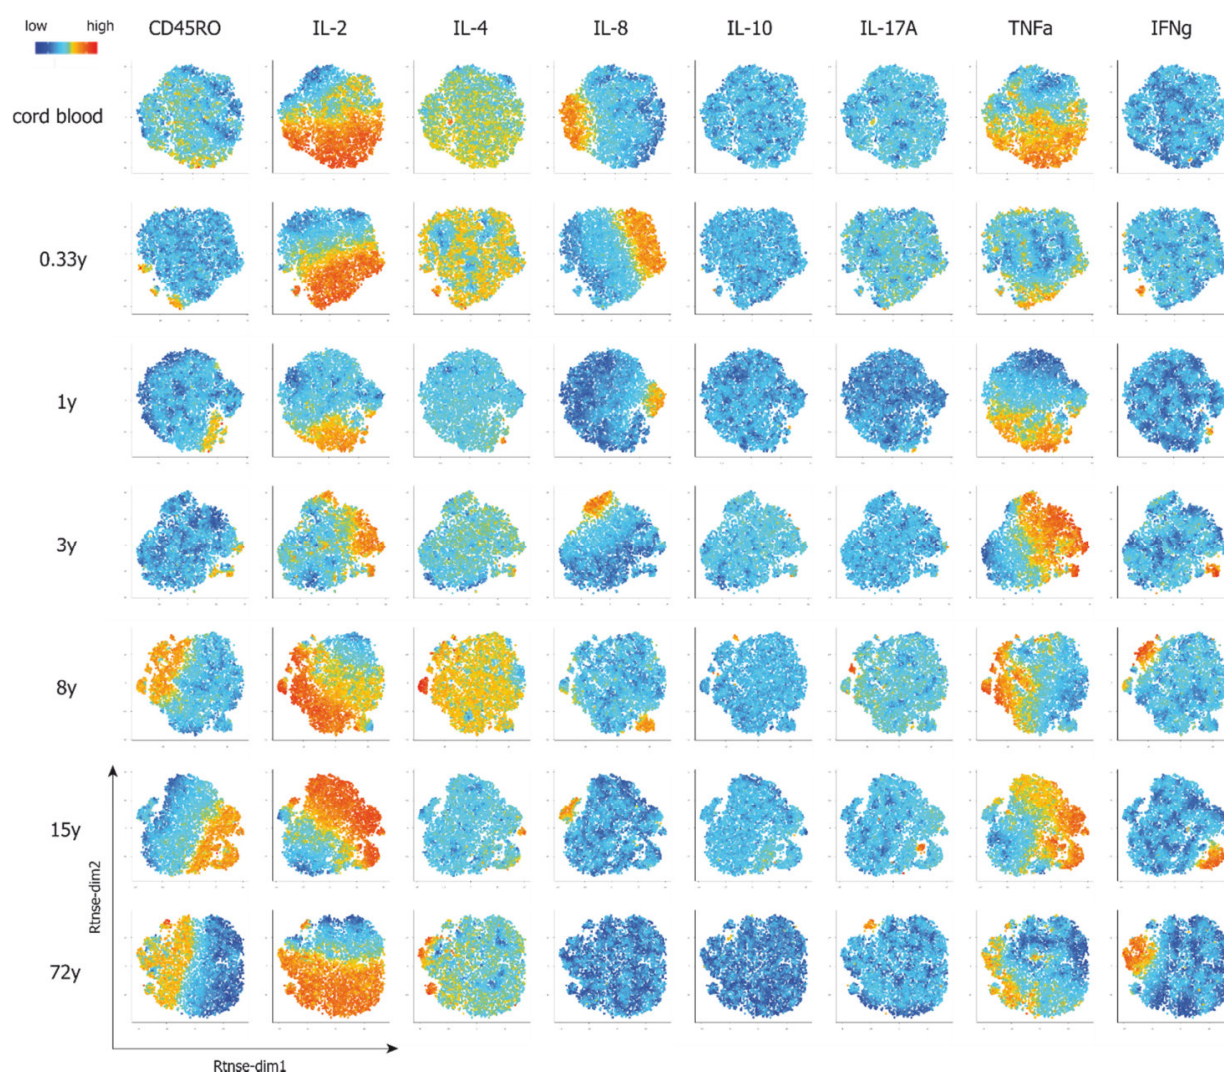 low high
CD45RO IL-2 IL-4 IL-8 IL-10 IL-17A TNFa IFNg
cord blood
0.33y
1y
3y
8y
15y
72y
Rtnse-dim2
Rtnse-dim1